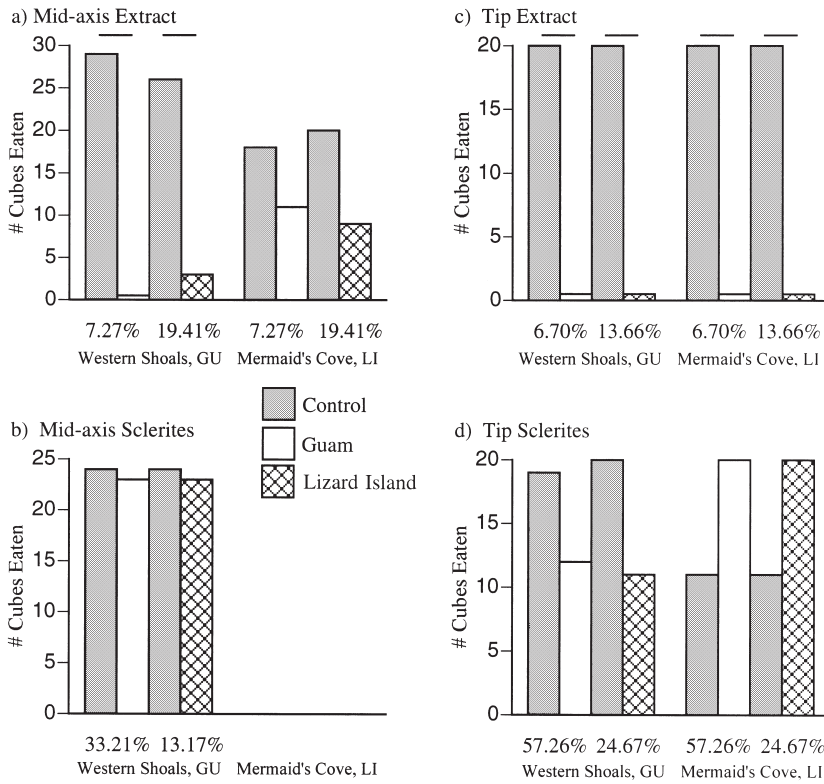 a) Mid-axis Extract
30
25
20
15
10
5
0
# Cubes Eaten
7.27% 19.41% 7.27% 19.41%
Western Shoals, GU Mermaid's Cove, LI
c) Tip Extract
20
15
10
5
0
# Cubes Eaten
6.70% 13.66% 6.70% 13.66%
Western Shoals, GU Mermaid's Cove, LI
Control
Guam
Lizard Island
b) Mid-axis Sclerites
25
20
15
10
5
0
# Cubes Eaten
33.21% 13.17%
Western Shoals, GU Mermaid's Cove, LI
d) Tip Sclerites
20
15
10
5
0
# Cubes Eaten
57.26% 24.67% 57.26% 24.67%
Western Shoals, GU Mermaid's Cove, LI